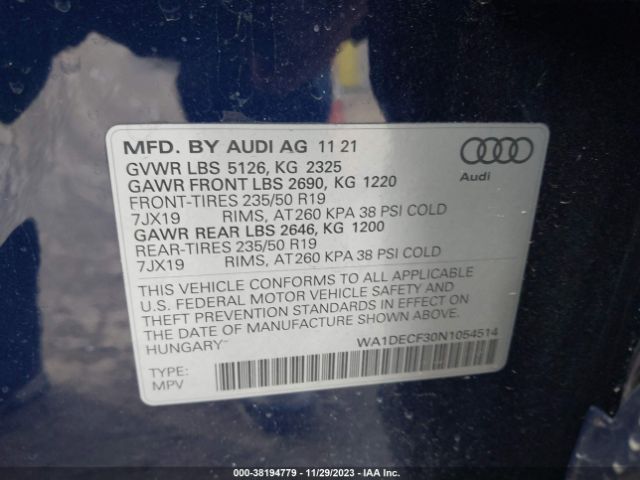 MFD. BY AUDI AG 11 21
GVWR LBS 5126, KG 2325
GAWR FRONT LBS 2690, KG 1220
FRONT-TIRES 235/50 R19
7JX19 RIMS, AT260 KPA 38 PSI COLD
GAWR REAR LBS 2646, KG 1200
REAR-TIRES 235/50 R19
7JX19 RIMS, AT260 KPA 38 PSI COLD
Audi
THIS VEHICLE CONFORMS TO ALL APPLICABLE
U.S. FEDERAL MOTOR VEHICLE SAFETY AND
THEFT PREVENTION STANDARDS IN EFFECT ON
THE DATE OF MANUFACTURE SHOWN ABOVE.
HUNGARY WA1DECF30N1054514
TYPE:
MPV
000-38194779 - 11/29/2023 - IAA Inc.